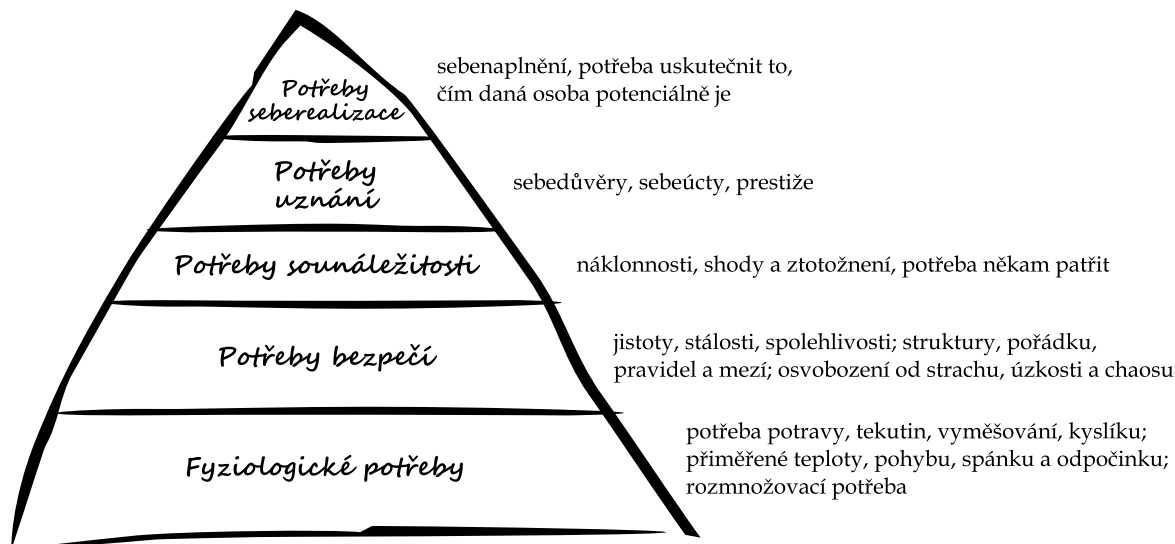 Potřeby
seberealizace
sebenaplnění, potřeba uskutečnit to,
čím daná osoba potenciálně je
Potřeby
uznání
sebedůvěry, sebeúcty, prestiže
Potřeby sounáležitosti
náklonnosti, shody a ztotožnení, potřeba někam patřit
Potřeby bezpečí
jistoty, stálosti, spolehlivosti; struktury, pořádku,
pravidel a mezí; osvobození od strachu, úzkosti a chaosu
Fyziologické potřeby
potřeba potravy, tekutin, vyměšování, kyslíku;
přiměřené teploty, pohybu, spánku a odpočinku;
rozmnožovací potřeba